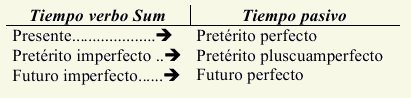 Tiempo verbo Sum Tiempo pasivo
Presente....................➔ Pretérito perfecto
Pretérito imperfecto ..➔ Pretérito pluscuamperfecto
Futuro imperfecto......➔ Futuro perfecto